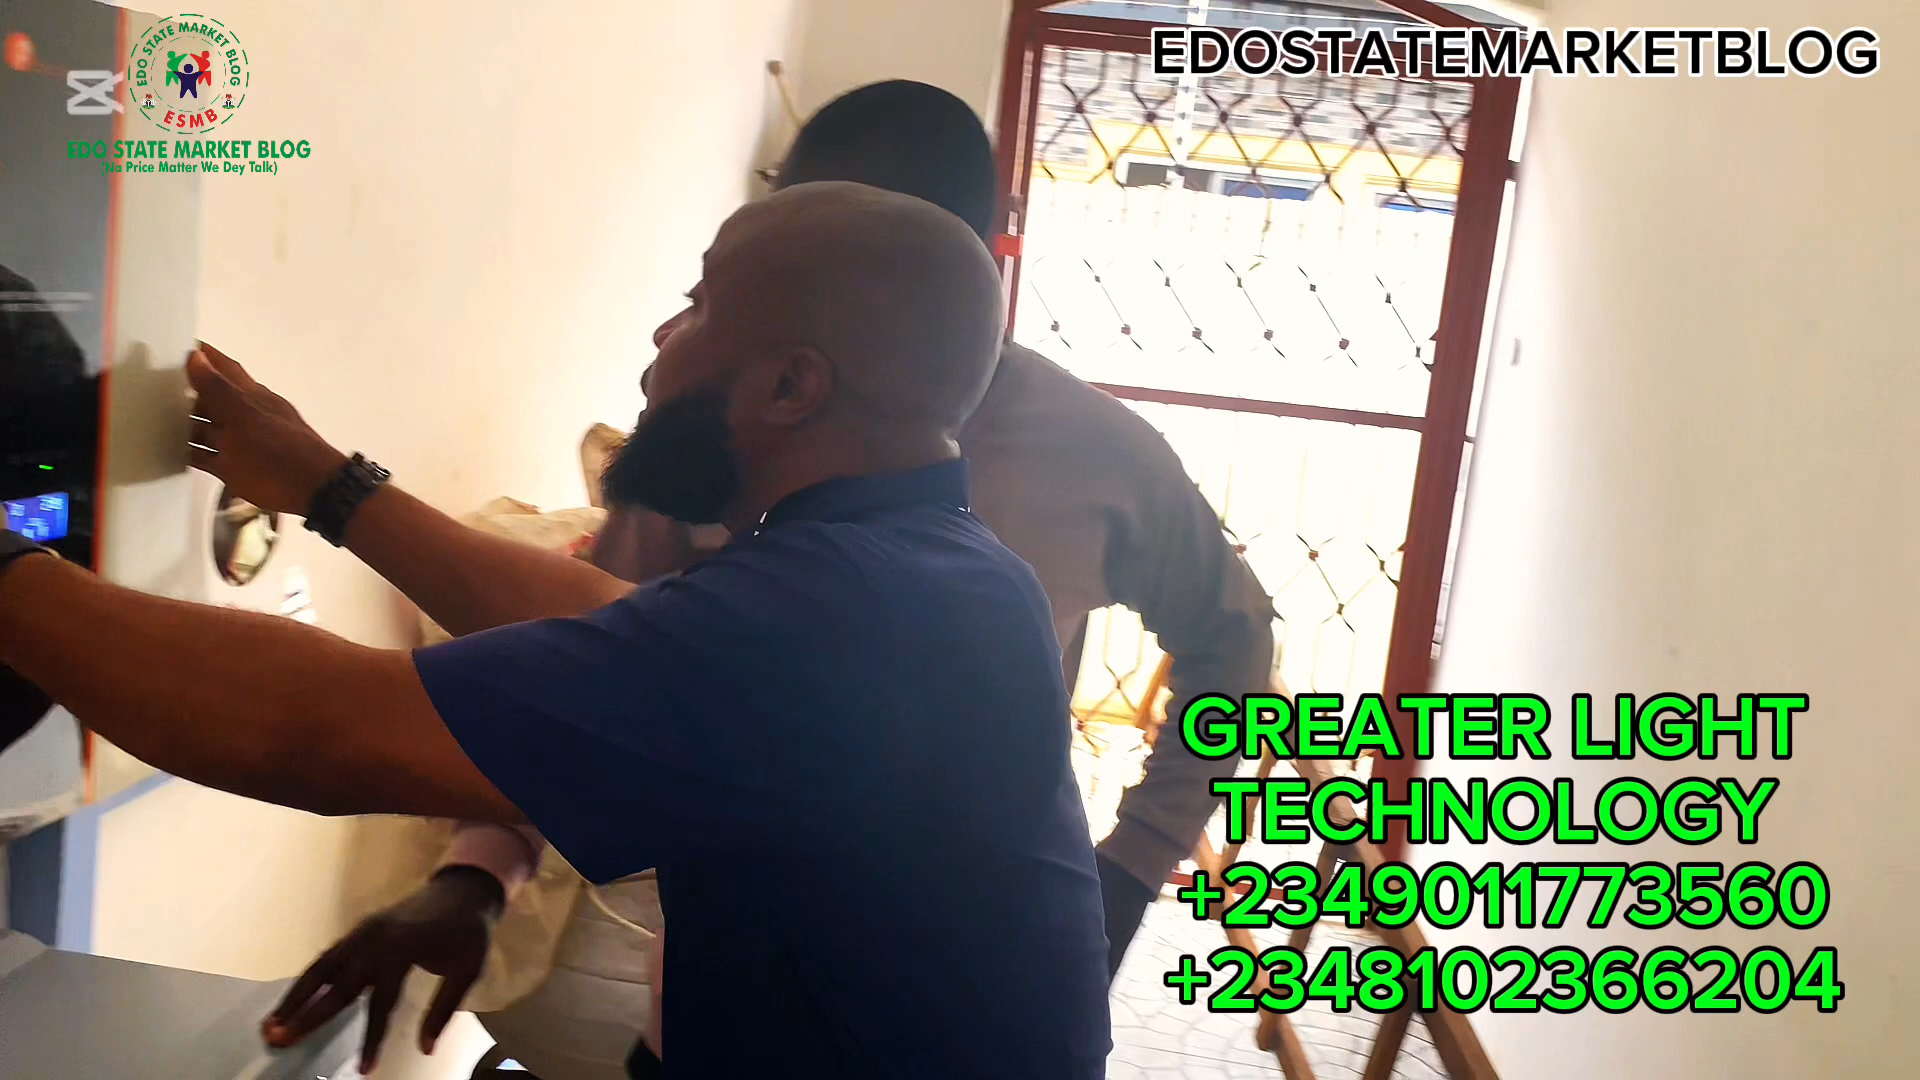 EDO STATE MARKET BLOG
ESMB
EDO STATE MARKET BLOG
(Na Price Matter We Dey Talk)
EDOSTATEMARKETBLOG
GREATER LIGHT
TECHNOLOGY
+2349011773560
+2348102366204